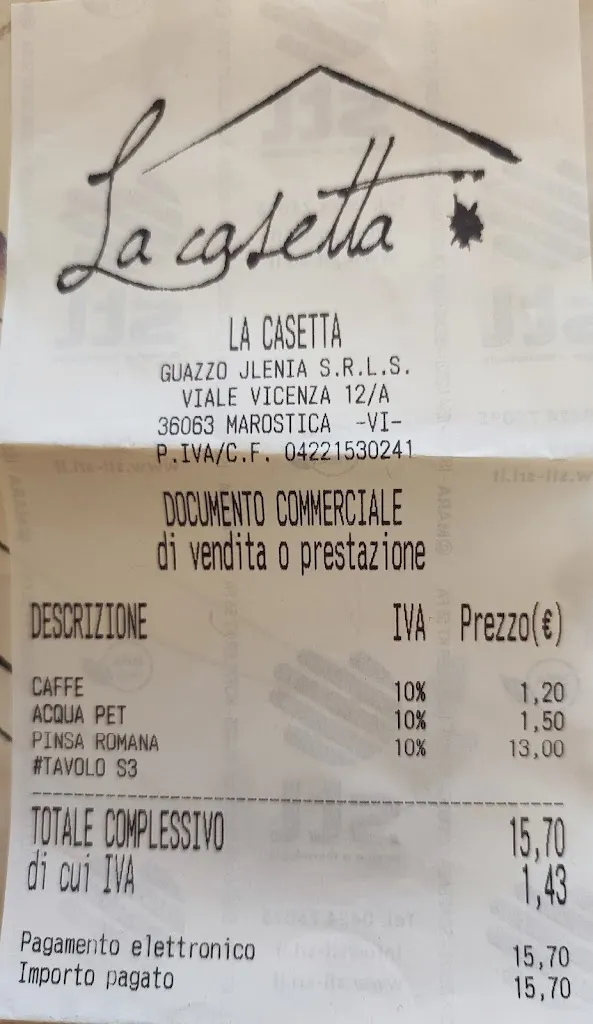 La casetta
LA CASETTA
GUAZZO JLENIA S.R.L.S.
VIALE VICENZA 12/A
36063 MAROSTICA -VI-
P.IVA/C.F. 04221530241
DOCUMENTO COMMERCIALE
di vendita o prestazione
DESCRIZIONE IVA Prezzo(€)
CAFFE 10% 1,20
ACQUA PET 10% 1,50
PINSA ROMANA 10% 13,00
#TAVOLO S3
TOTALE COMPLESSIVO 15,70
di cui IVA 1,43
Pagamento elettronico 15,70
Importo pagato 15,70